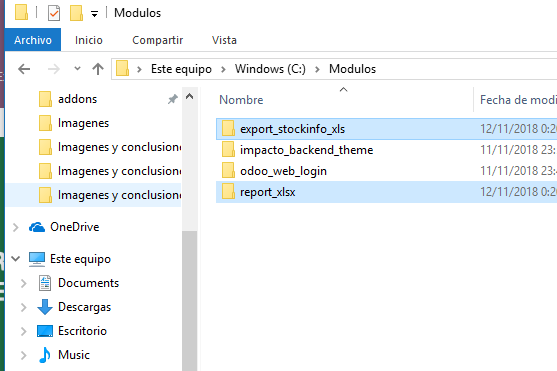 Modulos
Archivo Inicio Compartir Vista
Este equipo Windows (C:) Modulos
Nombre Fecha de modi
addons
Imagenes
Imagenes y conclusione
Imagenes y conclusione
Imagenes y conclusione
OneDrive
Este equipo
Documents
Descargas
Escritorio
Music
export_stockinfo_xls 12/11/2018 0:2
impacto_backend_theme 11/11/2018 23:
odoo_web_login 11/11/2018 23:
report_xlsx 12/11/2018 0:2